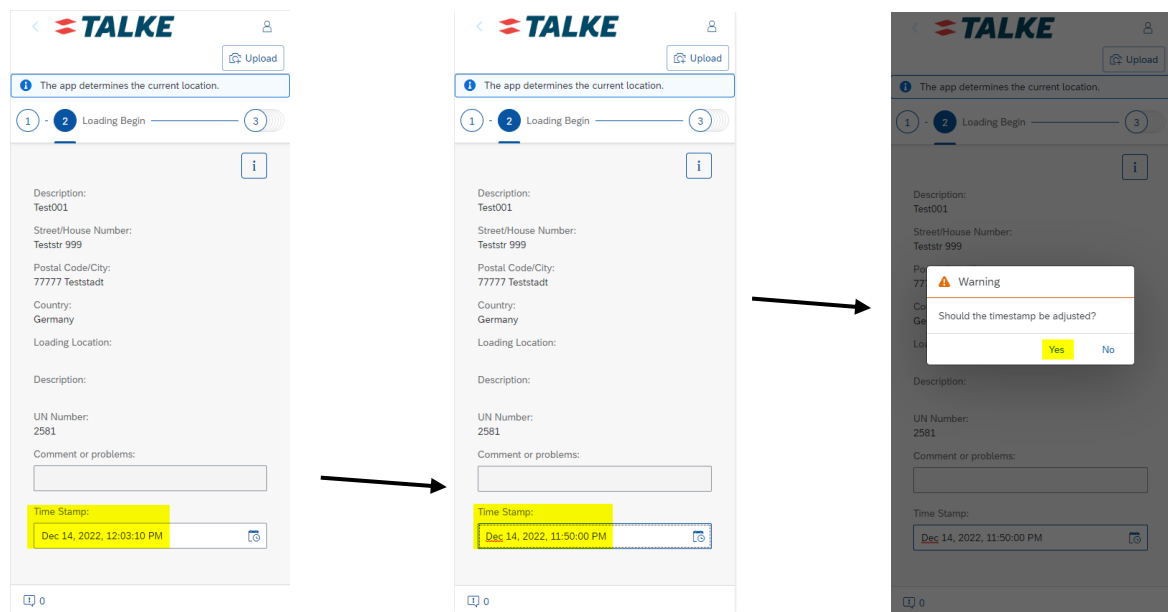 TALKE
Upload
The app determines the current location.
1 - 2 Loading Begin 3
i
Description:
Test001
Street/House Number:
Teststr 999
Postal Code/City:
77777 Teststadt
Country:
Germany
Loading Location:
Description:
UN Number:
2581
Comment or problems:
Time Stamp:
Dec 14, 2022, 12:03:10 PM
0
TALKE
Upload
The app determines the current location.
1 - 2 Loading Begin 3
i
Description:
Test001
Street/House Number:
Teststr 999
Postal Code/City:
77777 Teststadt
Country:
Germany
Loading Location:
Description:
UN Number:
2581
Comment or problems:
Time Stamp:
Dec 14, 2022, 11:50:00 PM
0
TALKE
Upload
The app determines the current location.
1 - 2 Loading Begin 3
i
Description:
Test001
Street/House Number:
Teststr 999
Warning
Should the timestamp be adjusted?
Yes No
Description:
UN Number:
2581
Comment or problems:
Time Stamp:
Dec 14, 2022, 11:50:00 PM
0